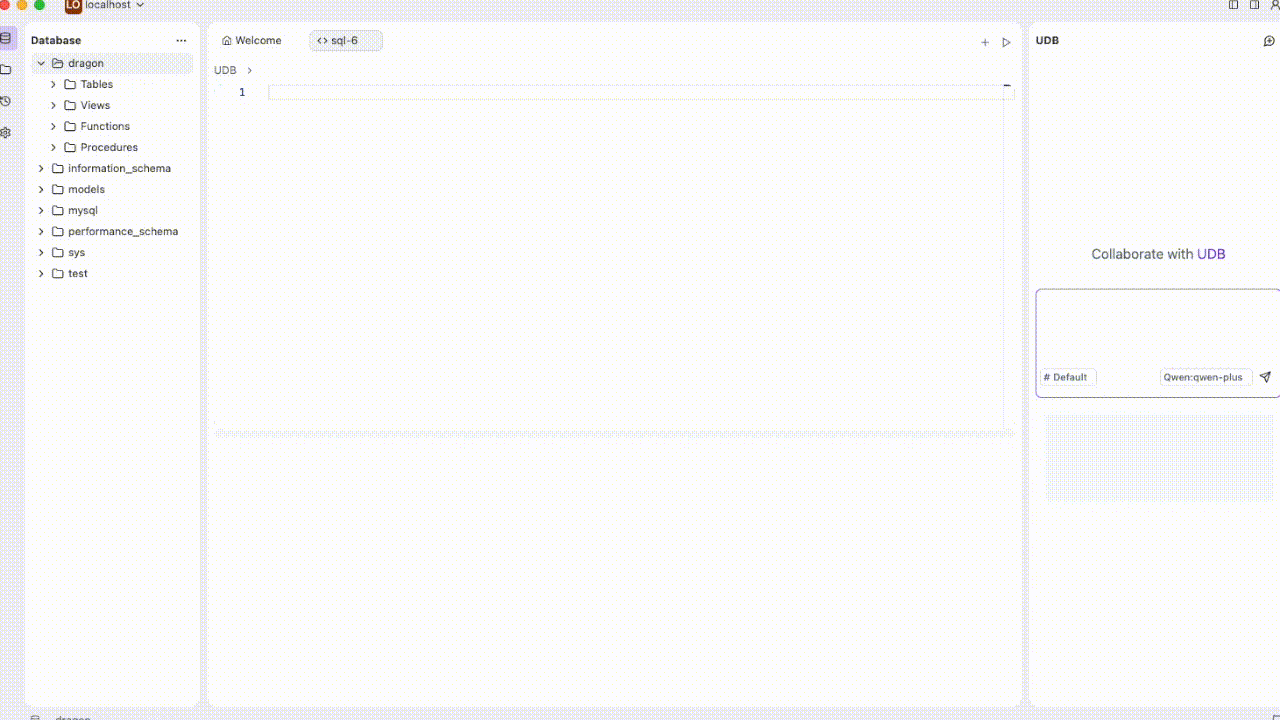 LO localhost
Database
dragon
Tables
Views
Functions
Procedures
information_schema
models
mysql
performance_schema
sys
test
Welcome
<> sql-6
UDB >
1
UDB
Collaborate with UDB
# Default
Qwen:qwen-plus
dragon